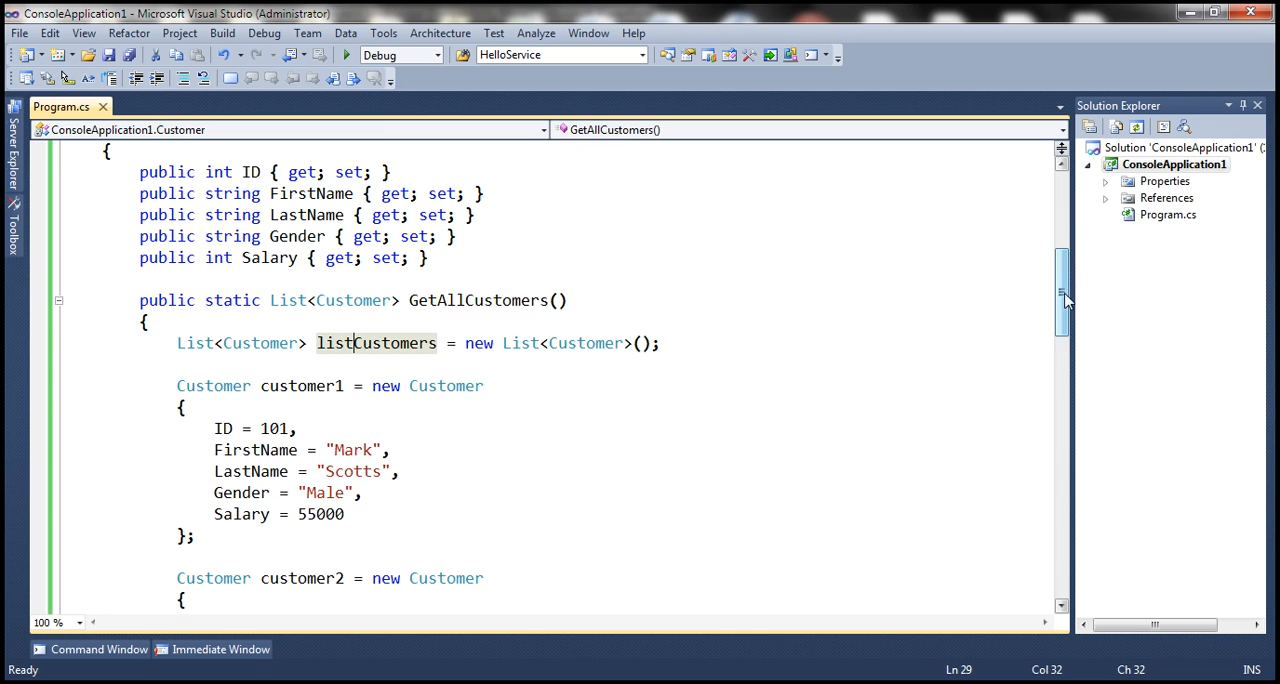 ConsoleApplication1 - Microsoft Visual Studio (Administrator)
File Edit View Refactor Project Build Debug Team Data Tools Architecture Test Analyze Window Help
Debug HelloService
Program.cs
Solution Explorer
ConsoleApplication1.Customer GetAllCustomers()
Server Explorer
Toolbox
{
public int ID { get; set; }
public string FirstName { get; set; }
public string LastName { get; set; }
public string Gender { get; set; }
public int Salary { get; set; }
public static List<Customer> GetAllCustomers()
{
List<Customer> listCustomers = new List<Customer>();
Customer customer1 = new Customer
{
ID = 101,
FirstName = "Mark",
LastName = "Scotts",
Gender = "Male",
Salary = 55000
};
Customer customer2 = new Customer
{
Solution 'ConsoleApplication1' (
ConsoleApplication1
Properties
References
Program.cs
100 %
Command Window Immediate Window
Ready Ln 29 Col 32 Ch 32 INS